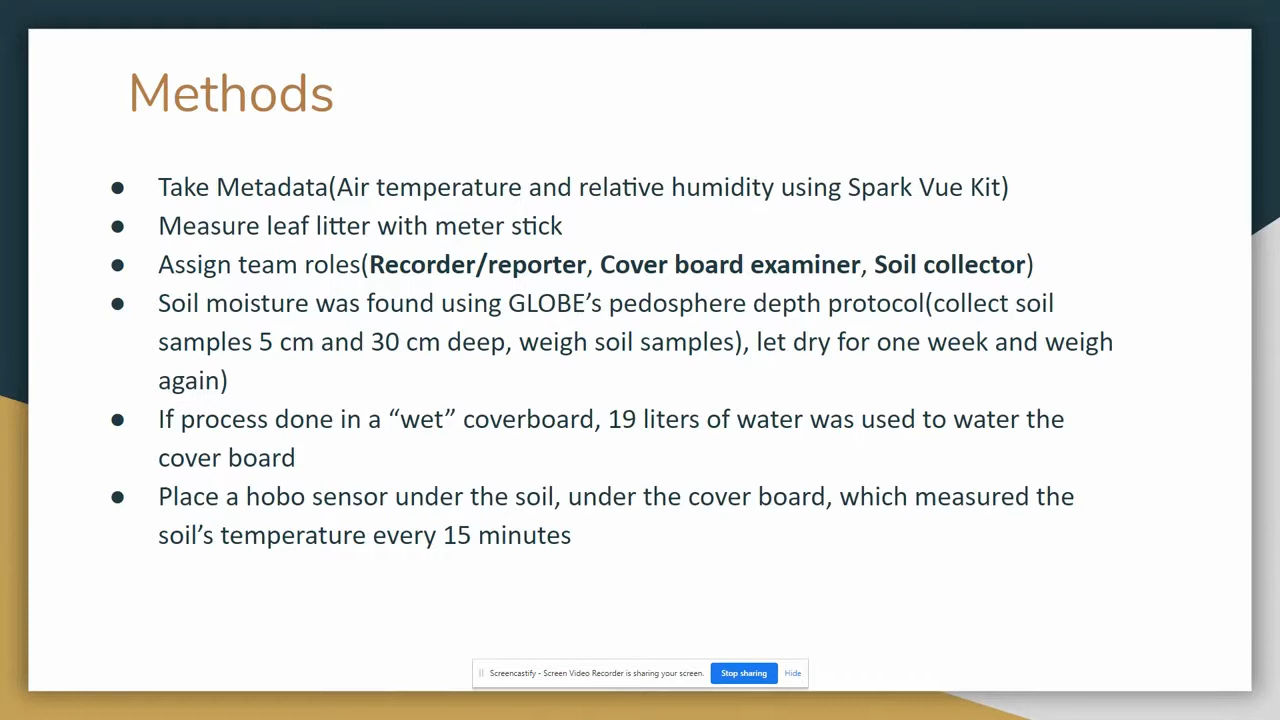 Methods
● Take Metadata(Air temperature and relative humidity using Spark Vue Kit)
● Measure leaf litter with meter stick
● Assign team roles(Recorder/reporter, Cover board examiner, Soil collector)
● Soil moisture was found using GLOBE’s pedosphere depth protocol(collect soil
samples 5 cm and 30 cm deep, weigh soil samples), let dry for one week and weigh
again)
● If process done in a “wet” coverboard, 19 liters of water was used to water the
cover board
● Place a hobo sensor under the soil, under the cover board, which measured the
soil’s temperature every 15 minutes
Screencastify - Screen Video Recorder is sharing your screen. Stop sharing Hide